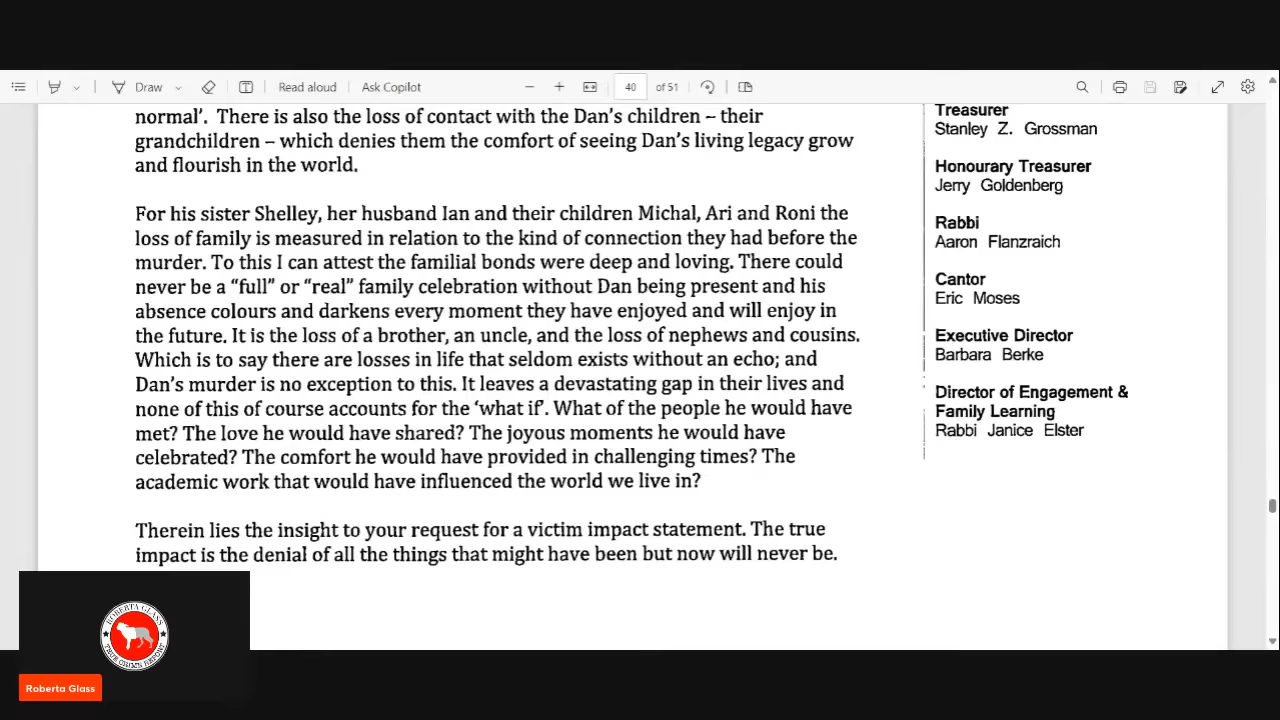 Draw
Read aloud
Ask Copilot
40
of 51
normal'. There is also the loss of contact with the Dan's children – their
grandchildren – which denies them the comfort of seeing Dan's living legacy grow
and flourish in the world.
For his sister Shelley, her husband Ian and their children Michal, Ari and Roni the
loss of family is measured in relation to the kind of connection they had before the
murder. To this I can attest the familial bonds were deep and loving. There could
never be a "full" or "real" family celebration without Dan being present and his
absence colours and darkens every moment they have enjoyed and will enjoy in
the future. It is the loss of a brother, an uncle, and the loss of nephews and cousins.
Which is to say there are losses in life that seldom exists without an echo; and
Dan's murder is no exception to this. It leaves a devastating gap in their lives and
none of this of course accounts for the 'what if'. What of the people he would have
met? The love he would have shared? The joyous moments he would have
celebrated? The comfort he would have provided in challenging times? The
academic work that would have influenced the world we live in?
Therein lies the insight to your request for a victim impact statement. The true
impact is the denial of all the things that might have been but now will never be.
Treasurer
Stanley Z. Grossman
Honourary Treasurer
Jerry Goldenberg
Rabbi
Aaron Flanzraich
Cantor
Eric Moses
Executive Director
Barbara Berke
Director of Engagement &
Family Learning
Rabbi Janice Elster
ROBERTA GLASS
TRUE CRIME REPORT
Roberta Glass